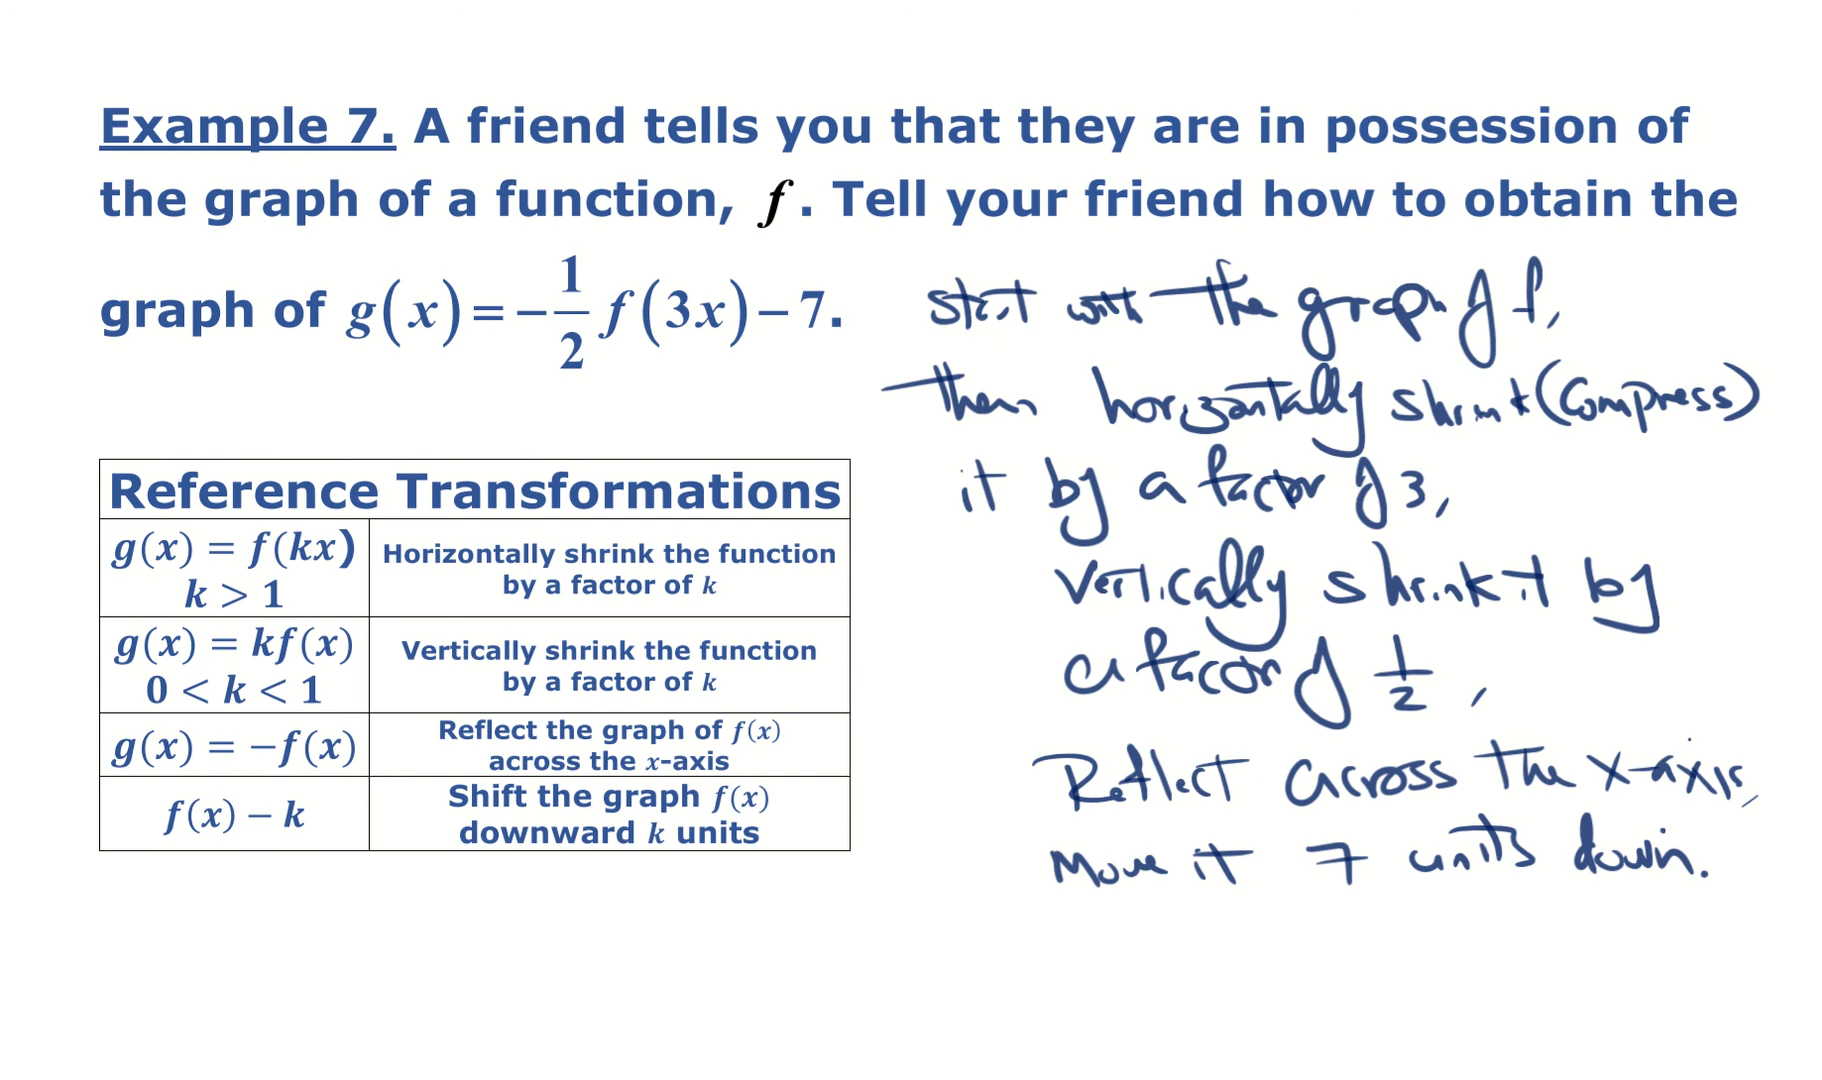 Example 7. A friend tells you that they are in possession of
the graph of a function, f. Tell your friend how to obtain the
graph of g(x) = -1/2 f(3x) - 7.
Start with the graph of f,
then horizontally shrink (Compress)
it by a factor of 3,
Vertically shrink it by
a factor of 1/2,
Reflect across the x-axis,
Move it 7 units down.
Reference Transformations
g(x) = f(kx)
k > 1
Horizontally shrink the function
by a factor of k
g(x) = kf(x)
0 < k < 1
Vertically shrink the function
by a factor of k
g(x) = −f(x)
Reflect the graph of f(x)
across the x-axis
f(x) − k
Shift the graph f(x)
downward k units